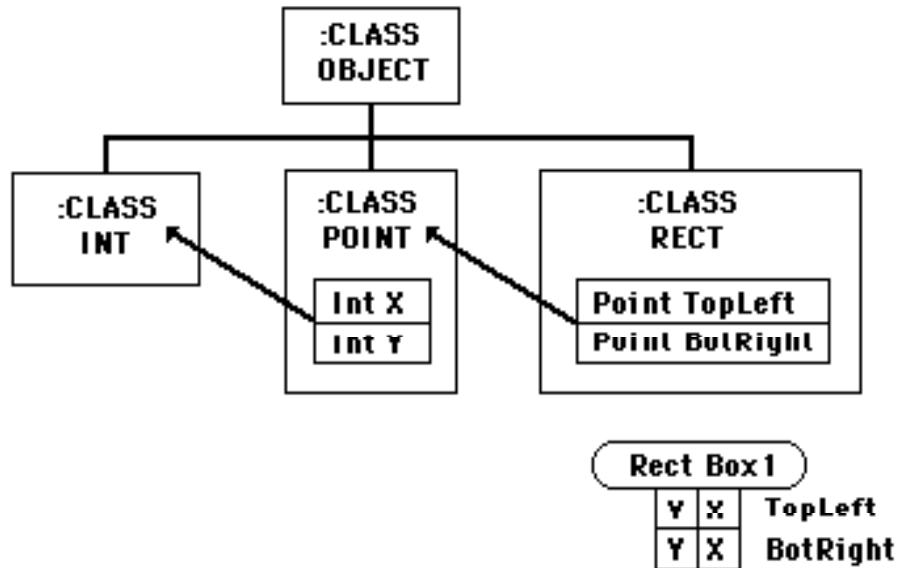 :CLASS
OBJECT
:CLASS
INT
:CLASS
POINT
Int X
Int Y
:CLASS
RECT
Point TopLeft
Point BotRight
Rect Box1
Y X TopLeft
Y X BotRight